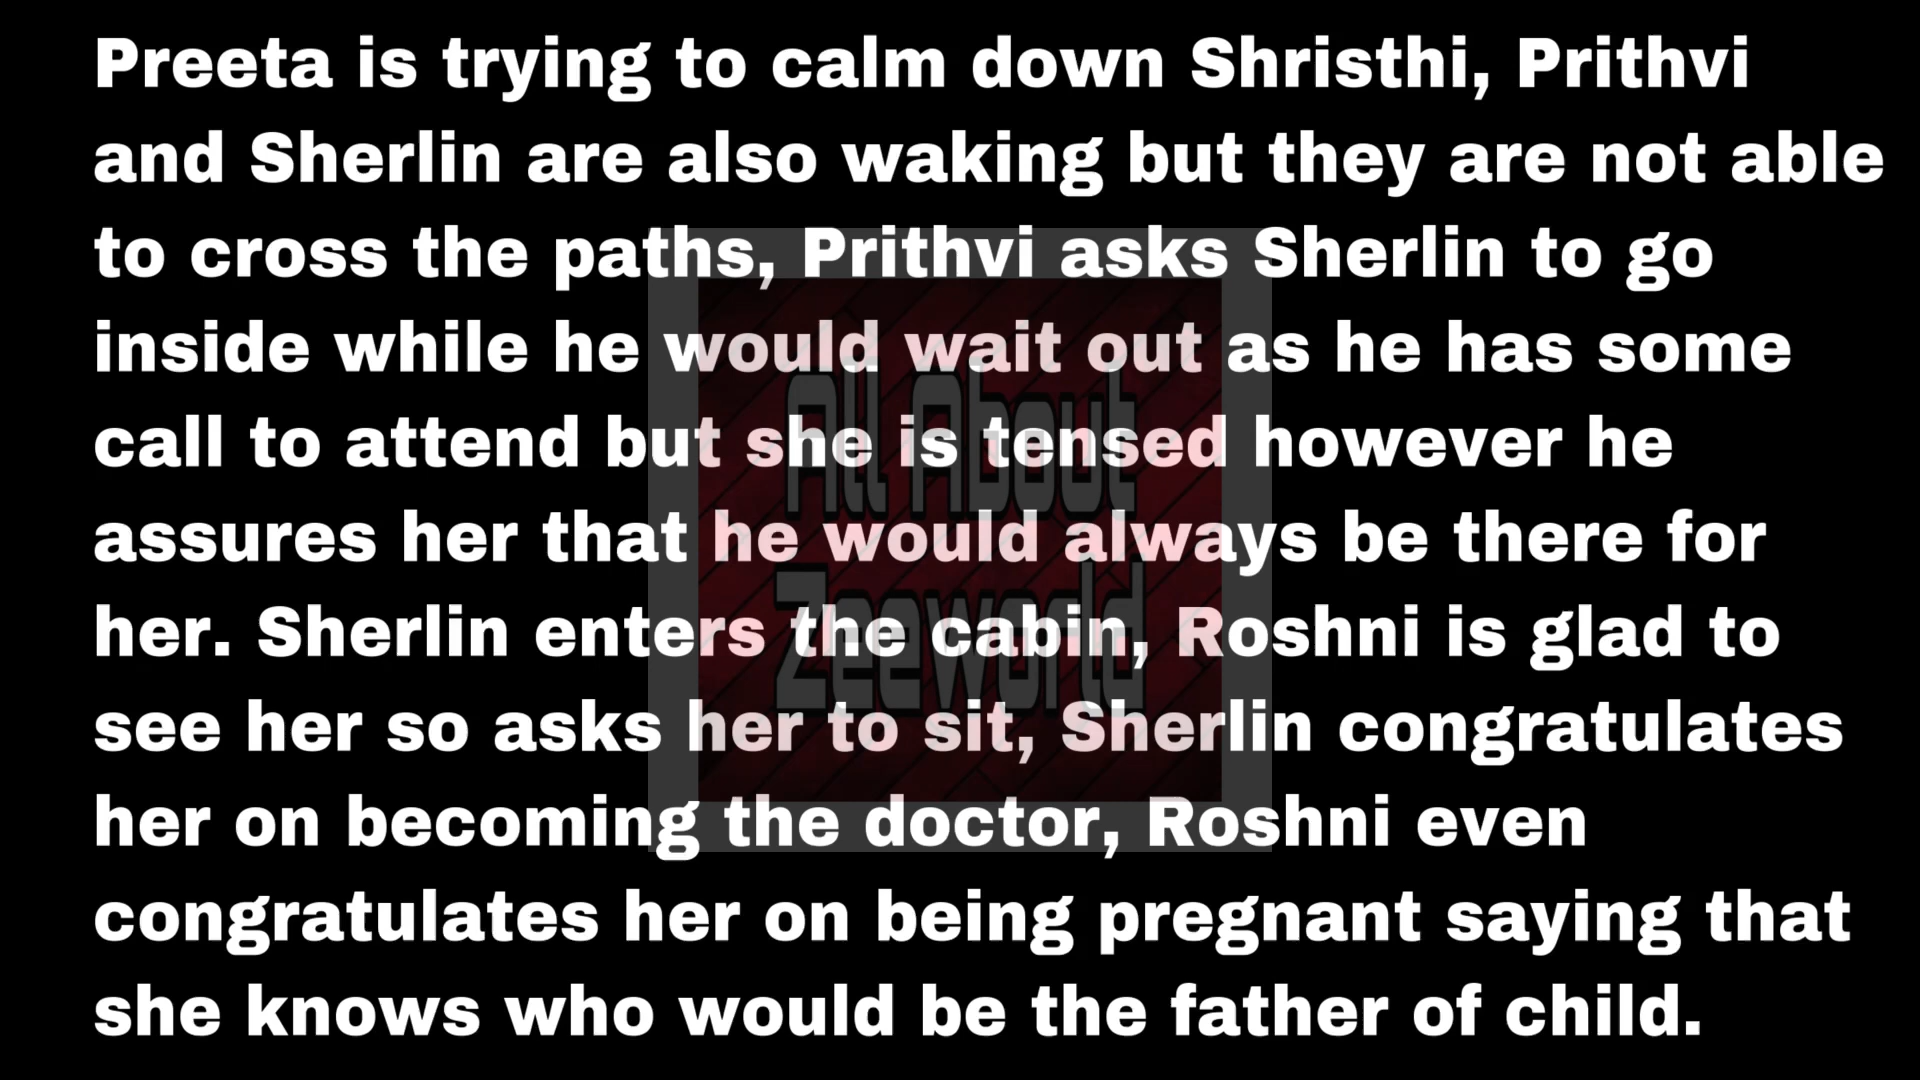 Preeta is trying to calm down Shristhi, Prithvi
and Sherlin are also waking but they are not able
to cross the paths, Prithvi asks Sherlin to go
inside while he would wait out as he has some
call to attend but she is tensed however he
assures her that he would always be there for
her. Sherlin enters the cabin, Roshni is glad to
see her so asks her to sit, Sherlin congratulates
her on becoming the doctor, Roshni even
congratulates her on being pregnant saying that
she knows who would be the father of child.
All About
Zeeworld